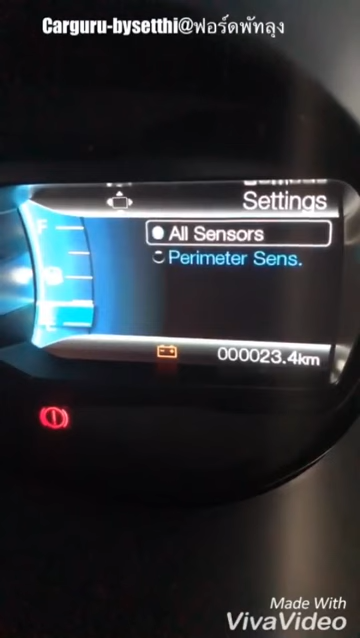 Carguru-bysetthi@ฟอร์ดพัทลุง
Settings
F
All Sensors
Perimeter Sens.
E
000023.4km
Made With
VivaVideo